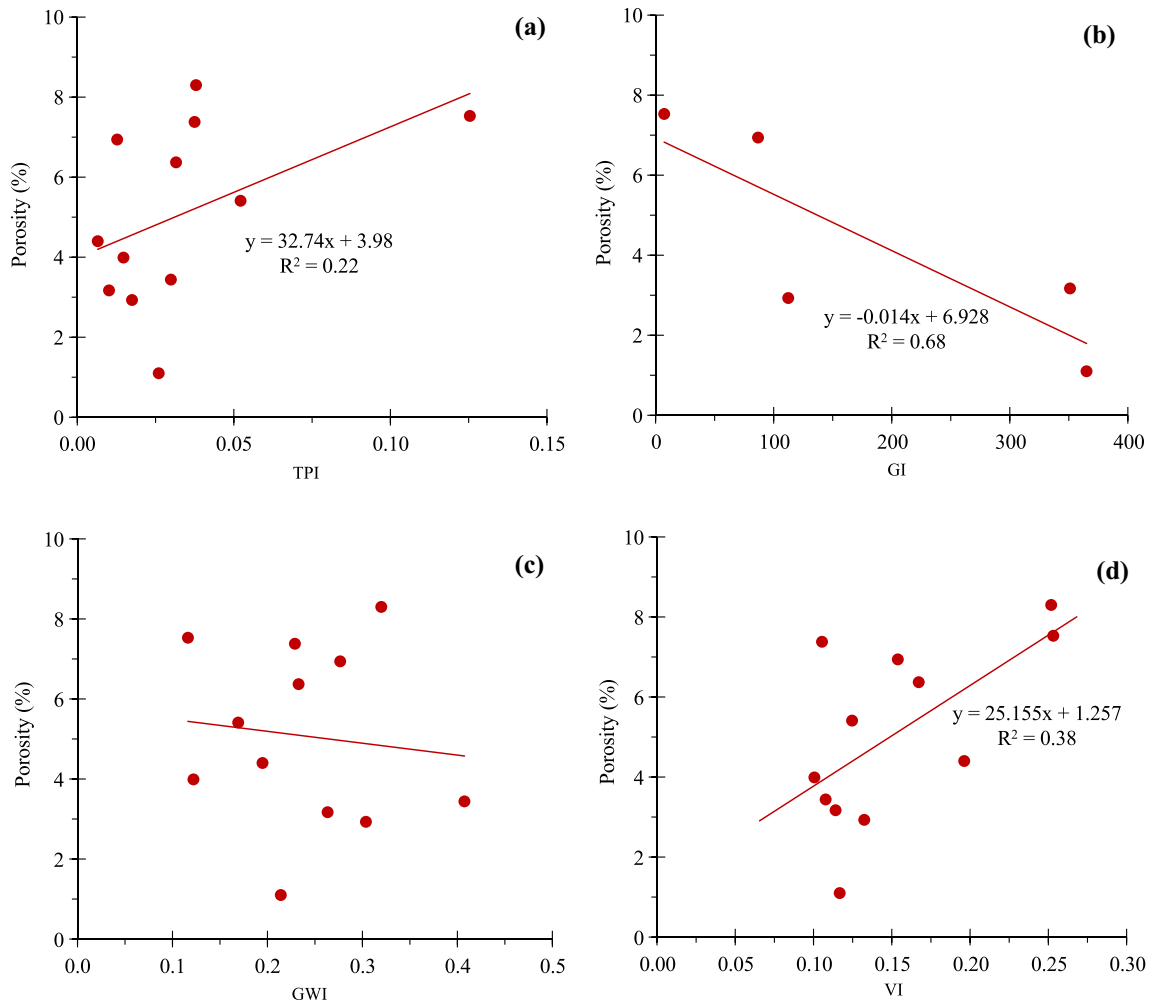 (a)
10
8
6
4
2
0
Porosity (%)
y = 32.74x + 3.98
R² = 0.22
0.00 0.05 0.10 0.15
TPI
(b)
10
8
6
4
2
0
Porosity (%)
y = -0.014x + 6.928
R² = 0.68
0 100 200 300 400
GI
(c)
10
8
6
4
2
0
Porosity (%)
0.0 0.1 0.2 0.3 0.4 0.5
GWI
(d)
10
8
6
4
2
0
Porosity (%)
y = 25.155x + 1.257
R² = 0.38
0.00 0.05 0.10 0.15 0.20 0.25 0.30
VI